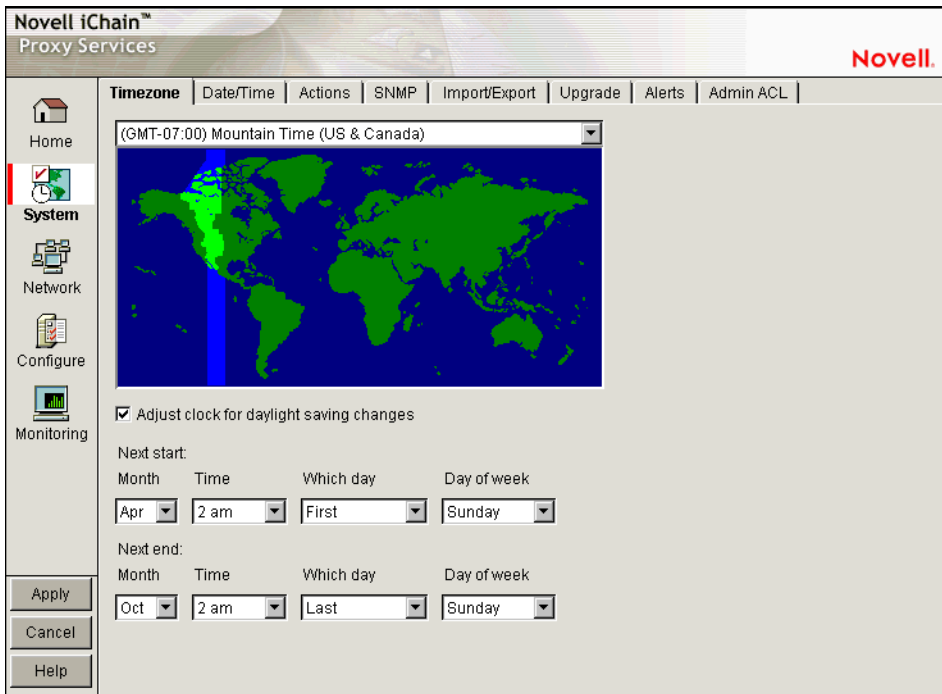 Novell iChain™
Proxy Services
Novell.
Timezone Date/Time Actions SNMP Import/Export Upgrade Alerts Admin ACL
Home
System
Network
Configure
Monitoring
(GMT-07:00) Mountain Time (US & Canada)
Adjust clock for daylight saving changes
Next start:
Month Time Which day Day of week
Apr 2 am First Sunday
Next end:
Month Time Which day Day of week
Oct 2 am Last Sunday
Apply
Cancel
Help